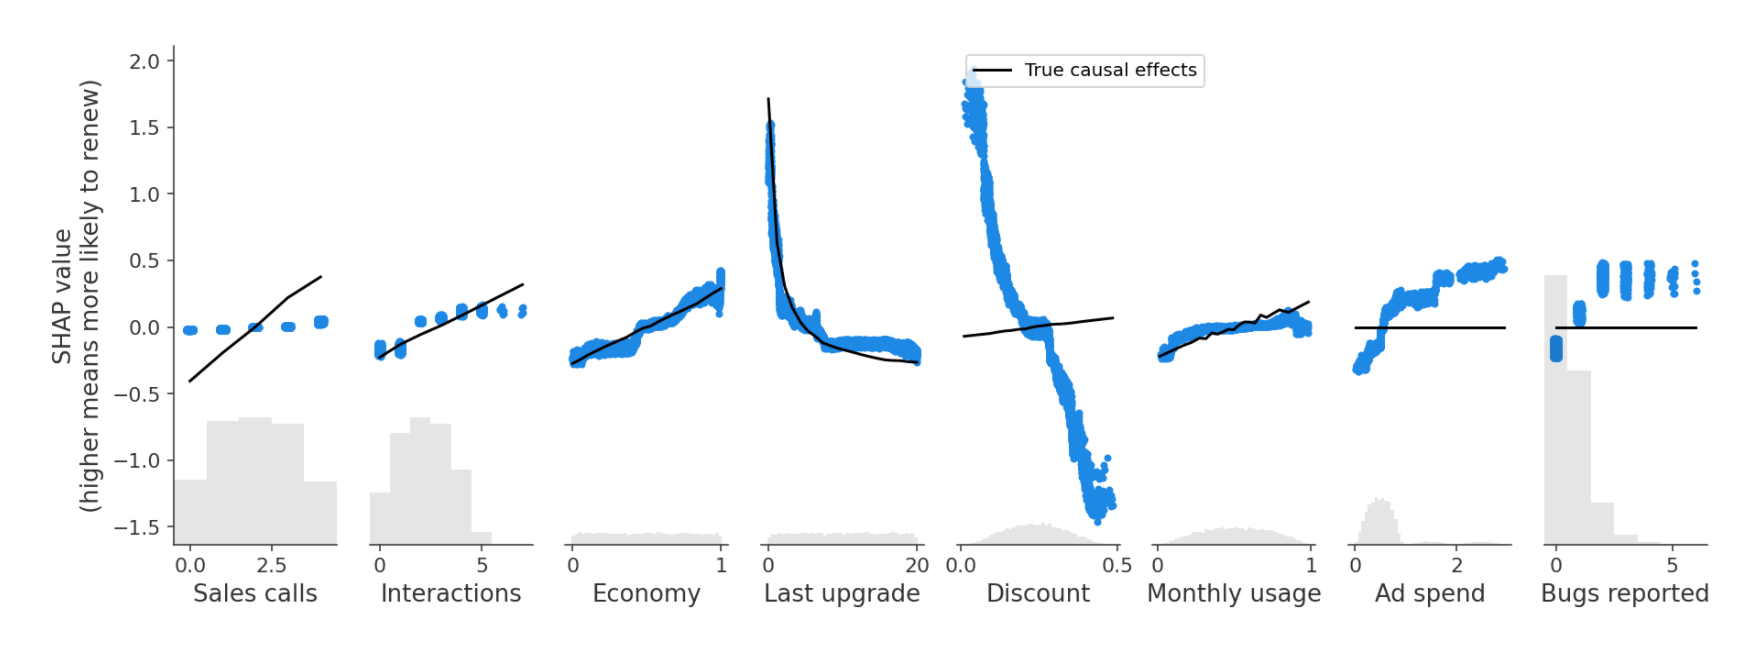 SHAP value
(higher means more likely to renew)
2.0
1.5
1.0
0.5
0.0
−0.5
−1.0
−1.5
True causal effects
0.0 2.5 0 5 0 1 0 20 0.0 0.5 0 1 0 2 0 5
Sales calls Interactions Economy Last upgrade Discount Monthly usage Ad spend Bugs reported